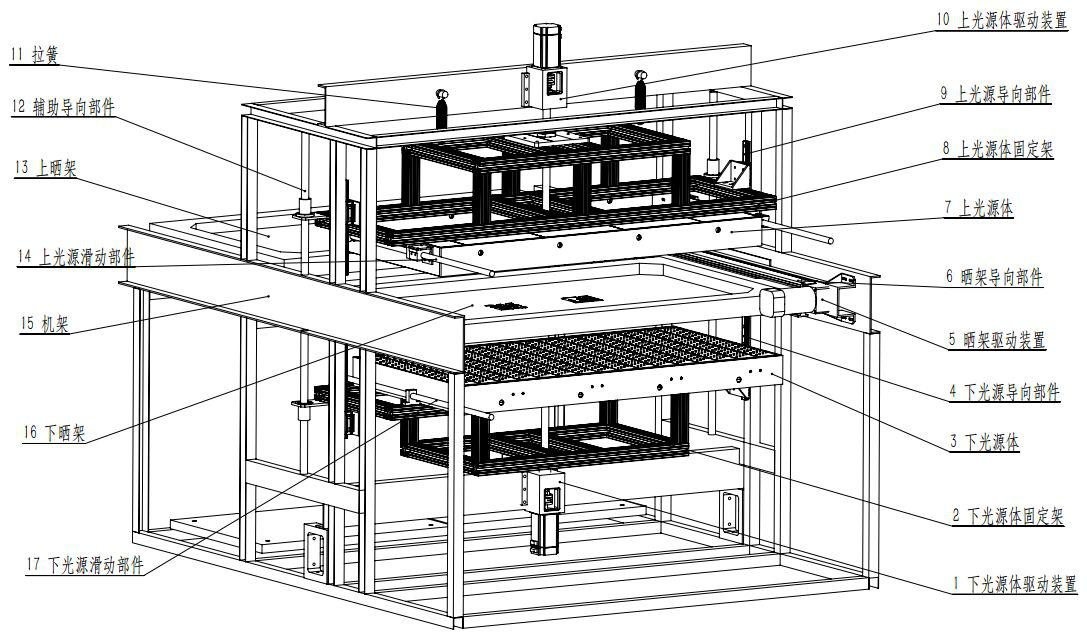 10 上光源体驱动装置
11 拉簧
9 上光源导向部件
12 辅助导向部件
8 上光源体固定架
13 上晒架
7 上光源体
14 上光源滑动部件
6 晒架导向部件
15 机架
5 晒架驱动装置
4 下光源导向部件
16 下晒架
3 下光源体
2 下光源体固定架
17 下光源滑动部件
1 下光源体驱动装置